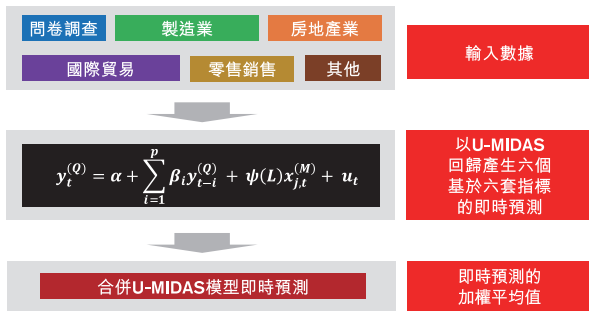 問卷調查 製造業 房地產業
國際貿易 零售銷售 其他
輸入數據
y_t^{(Q)} = α + ∑_{i=1}^{p} β_i y_{t-i}^{(Q)} + ψ(L)x_{j,t}^{(M)} + u_t
以U-MIDAS
回歸產生六個
基於六套指標
的即時預測
合併U-MIDAS模型即時預測
即時預測的
加權平均值